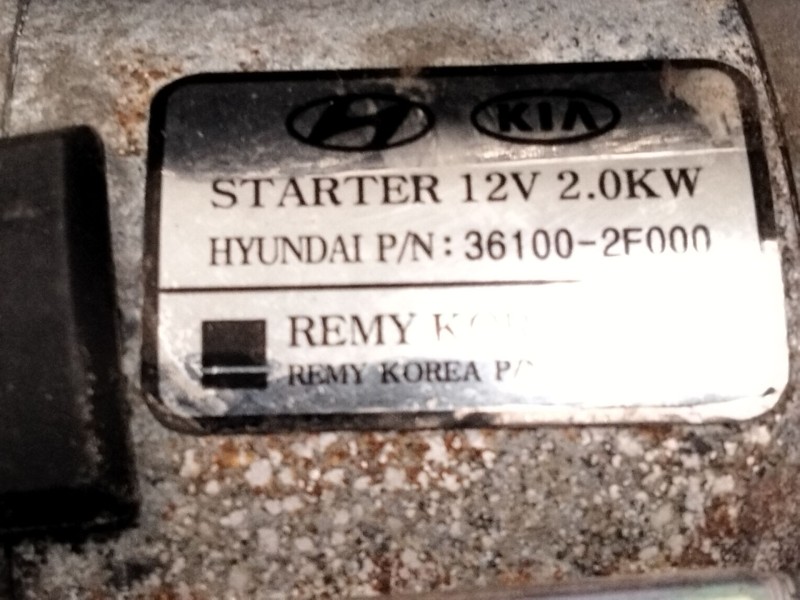 KIA
STARTER 12V 2.0KW
HYUNDAI P/N: 36100-2F000
REMY
REMY KOREA